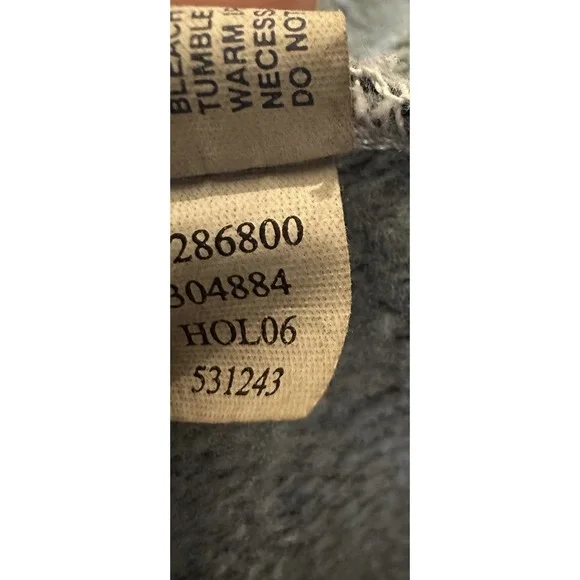 BLEACH
TUMBLE
WARM
NECESS
DO NOT
286800
304884
HOL06
531243